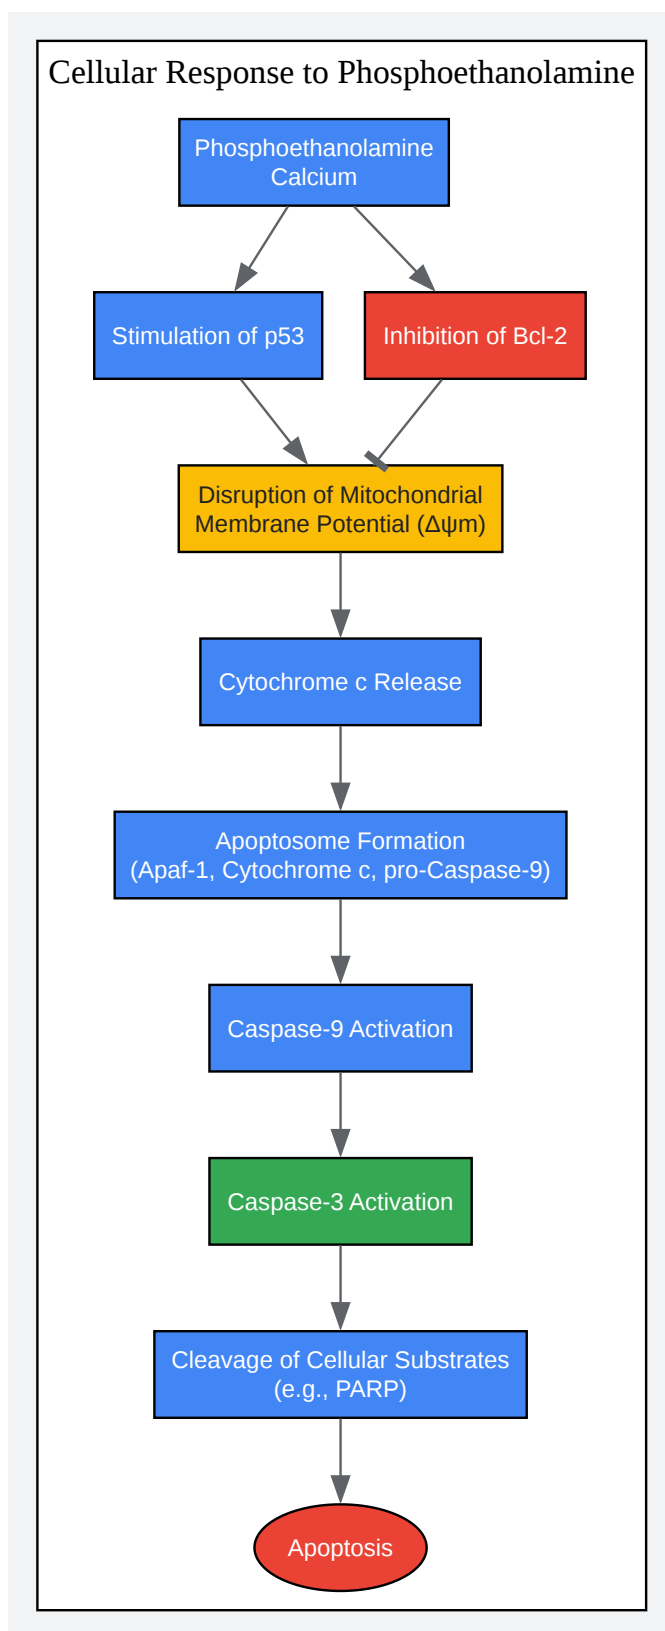 Cellular Response to Phosphoethanolamine
Phosphoethanolamine
Calcium
Stimulation of p53
Inhibition of Bcl-2
Disruption of Mitochondrial
Membrane Potential (Δψm)
Cytochrome c Release
Apoptosome Formation
(Apaf-1, Cytochrome c, pro-Caspase-9)
Caspase-9 Activation
Caspase-3 Activation
Cleavage of Cellular Substrates
(e.g., PARP)
Apoptosis